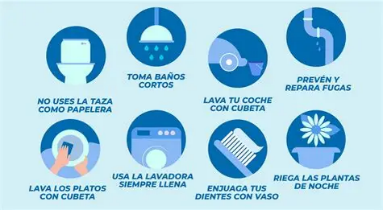 NO USES LA TAZA
COMO PAPELERA
TOMA BAÑOS
CORTOS
LAVA TU COCHE
CON CUBETA
PREVÉN Y
REPARA FUGAS
LAVA LOS PLATOS
CON CUBETA
USA LA LAVADORA
SIEMPRE LLENA
ENJUAGA TUS
DIENTES CON VASO
RIEGA LAS PLANTAS
DE NOCHE